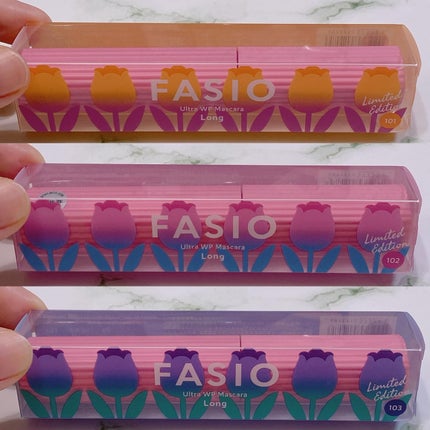 FASIO
Ultra WP Mascara
Long
Limited
Edition
101
FASIO
Ultra WP Mascara
Long
Limited
Edition
102
FASIO
Ultra WP Mascara
Long
Limited
Edition
103